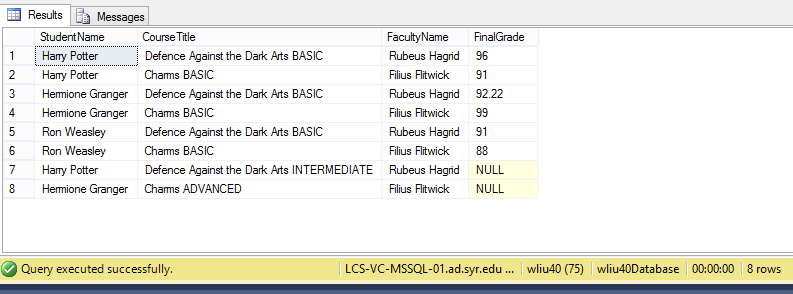 Results Messages
StudentName CourseTitle FacultyName FinalGrade
1 Harry Potter Defence Against the Dark Arts BASIC Rubeus Hagrid 96
2 Harry Potter Charms BASIC Filius Flitwick 91
3 Hermione Granger Defence Against the Dark Arts BASIC Rubeus Hagrid 92.22
4 Hermione Granger Charms BASIC Filius Flitwick 99
5 Ron Weasley Defence Against the Dark Arts BASIC Rubeus Hagrid 91
6 Ron Weasley Charms BASIC Filius Flitwick 88
7 Harry Potter Defence Against the Dark Arts INTERMEDIATE Rubeus Hagrid NULL
8 Hermione Granger Charms ADVANCED Filius Flitwick NULL
Query executed successfully. LCS-VC-MSSQL-01.ad.syr.edu ... wliu40 (75) wliu40Database 00:00:00 8 rows